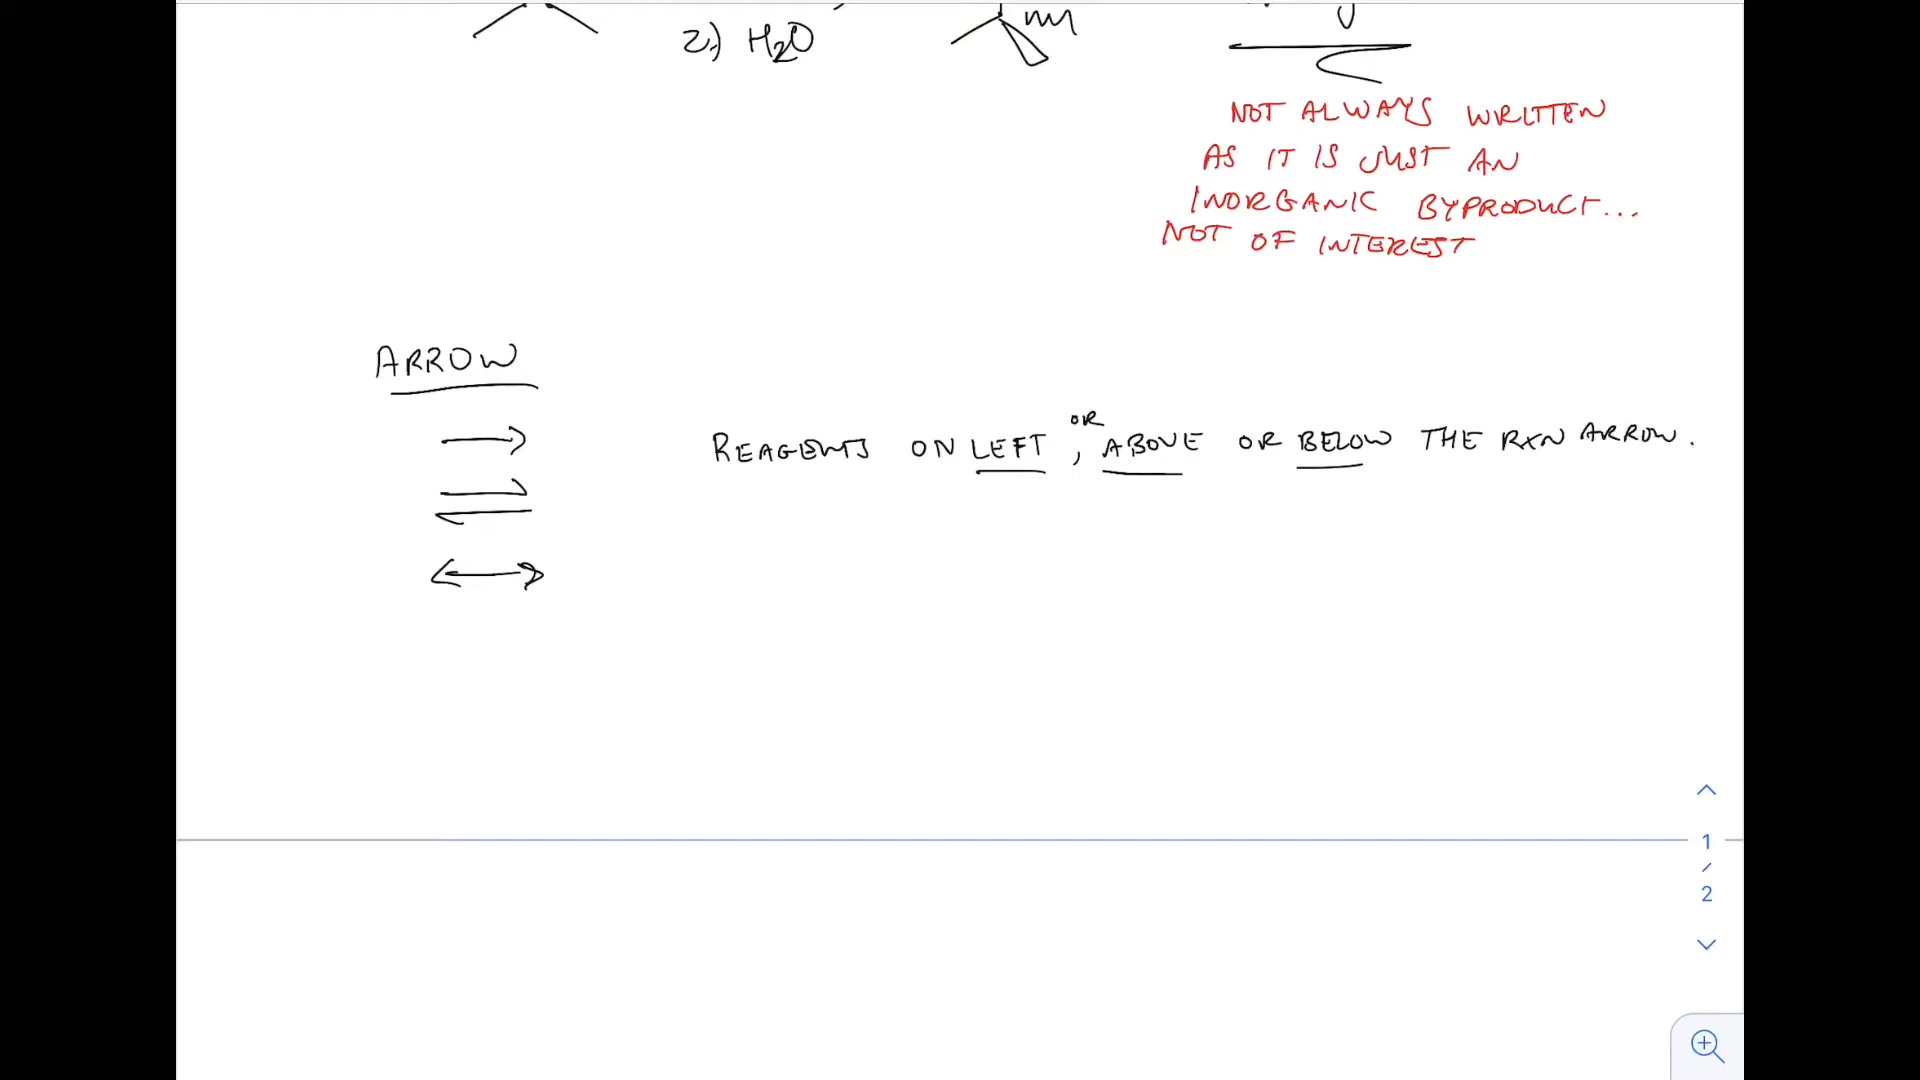 2.) H₂O
NOT ALWAYS WRITTEN
AS IT IS JUST AN
INORGANIC BYPRODUCT...
NOT OF INTEREST
ARROW
REAGENTS ON LEFT, OR ABOVE OR BELOW THE RXN ARROW.
1
/
2